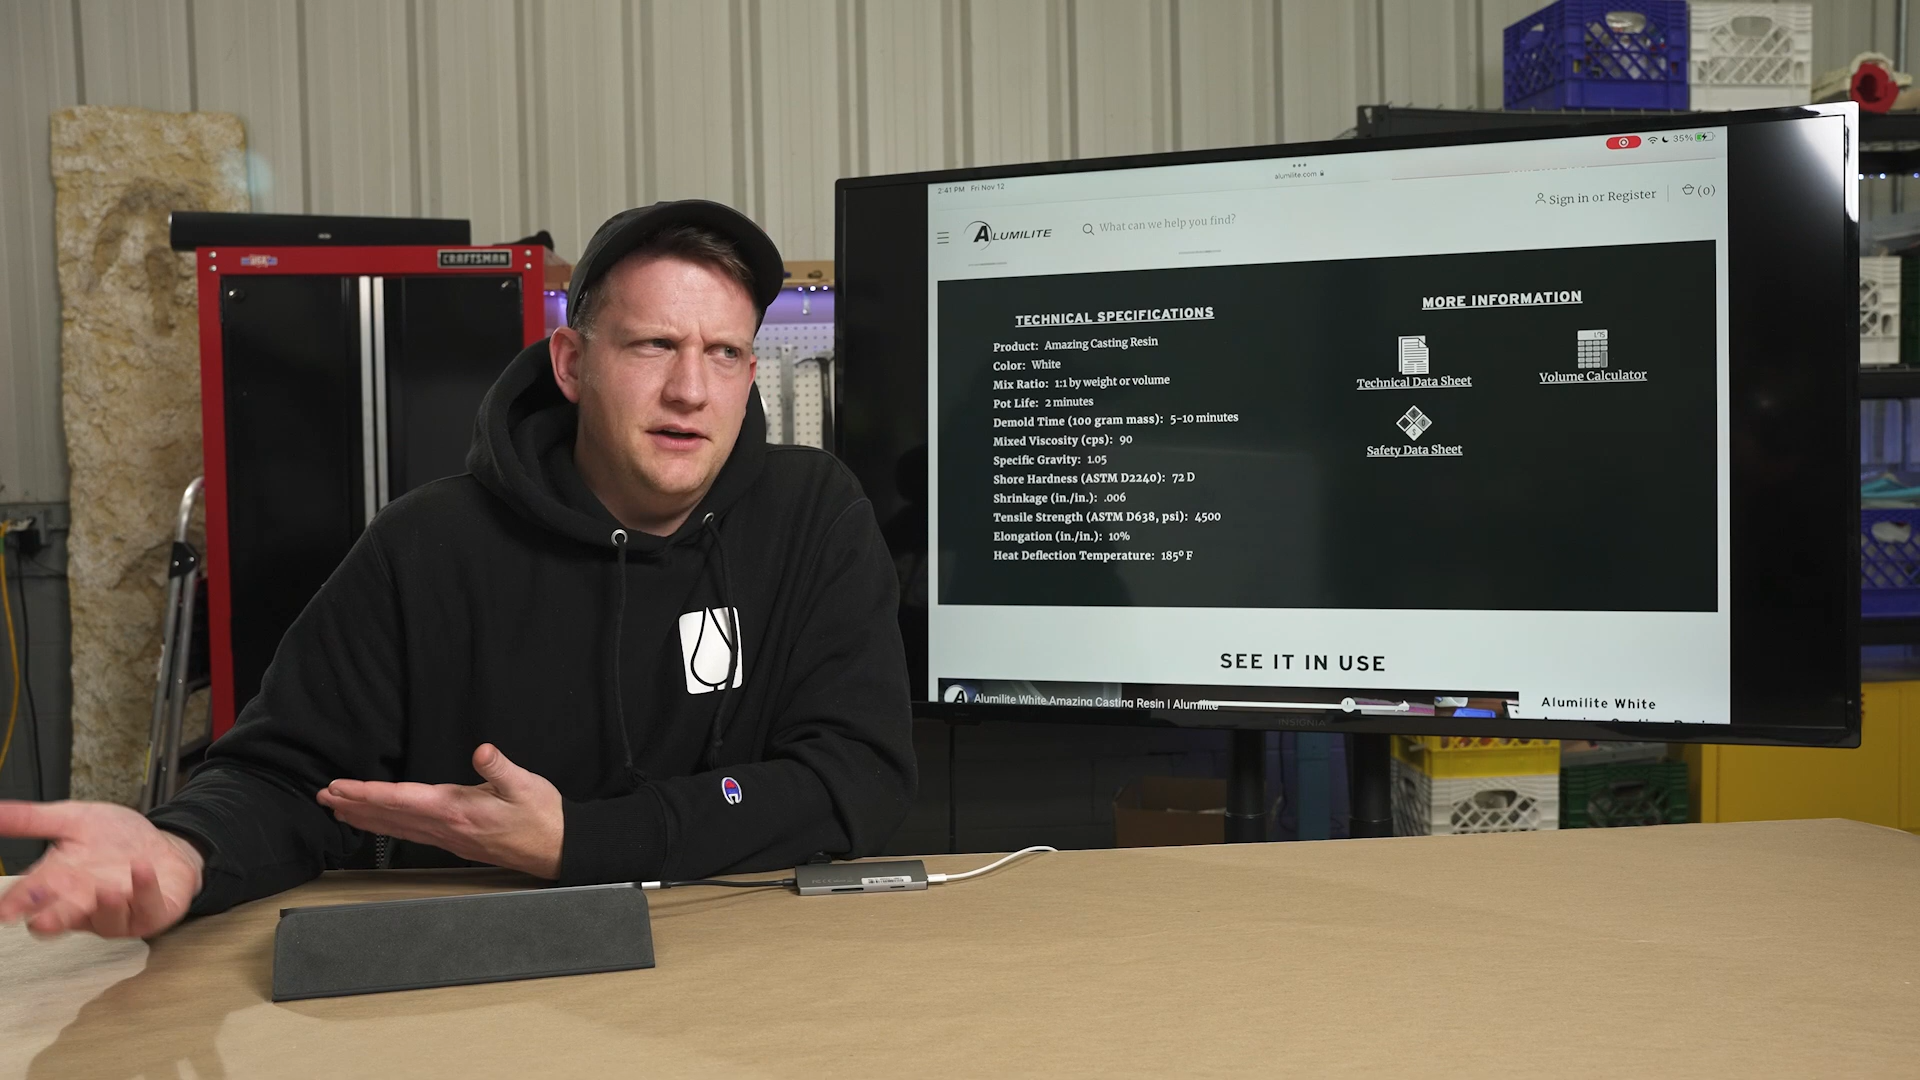 CRAFTSMAN
2:41 PM Fri Nov 12
alumilite.com
35%
ALUMILITE
What can we help you find?
Sign in or Register
(0)
TECHNICAL SPECIFICATIONS
Product: Amazing Casting Resin
Color: White
Mix Ratio: 1:1 by weight or volume
Pot Life: 2 minutes
Demold Time (100 gram mass): 5-10 minutes
Mixed Viscosity (cps): 90
Specific Gravity: 1.05
Shore Hardness (ASTM D2240): 72 D
Shrinkage (in./in.): .006
Tensile Strength (ASTM D638, psi): 4500
Elongation (in./in.): 10%
Heat Deflection Temperature: 185° F
MORE INFORMATION
Technical Data Sheet
Volume Calculator
Safety Data Sheet
SEE IT IN USE
Alumilite White Amazing Casting Resin | Alumilite
Alumilite White
INSIGNIA